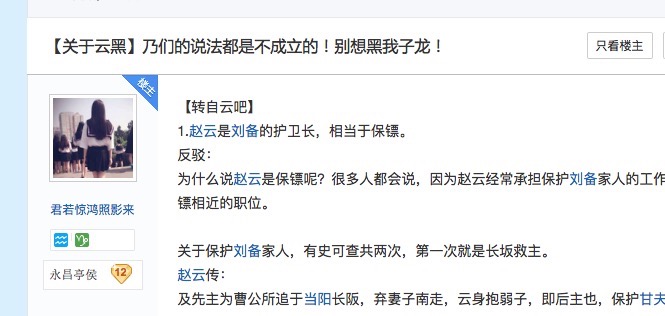 【关于云黑】乃们的说法都是不成立的！别想黑我子龙！
只看楼主
楼主
【转自云吧】
1.赵云是刘备的护卫长，相当于保镖。
反驳：
为什么说赵云是保镖呢？很多人都会说，因为赵云经常承担保护刘备家人的工作
镖相近的职位。
关于保护刘备家人，有史可查共两次，第一次就是长坂救主。
赵云传：
及先主为曹公所追于当阳长阪，弃妻子南走，云身抱弱子，即后主也，保护甘夫
君若惊鸿照影来
永昌亭侯 12